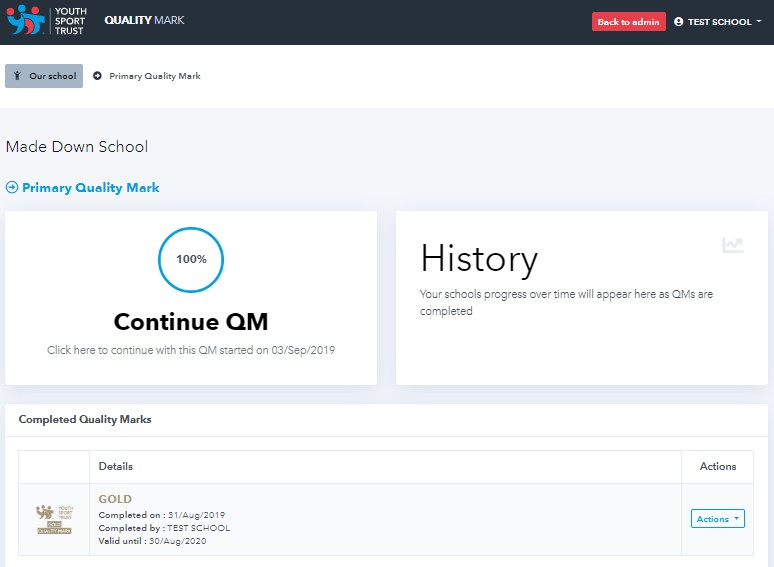 YOUTH
SPORT
TRUST
QUALITY MARK
Back to admin
TEST SCHOOL
Our school
Primary Quality Mark
Made Down School
Primary Quality Mark
100%
Continue QM
Click here to continue with this QM started on 03/Sep/2019
History
Your schools progress over time will appear here as QMs are
completed
Completed Quality Marks
Details
Actions
YOUTH
SPORT
TRUST
GOLD
QUALITY MARK
GOLD
Completed on : 31/Aug/2019
Completed by : TEST SCHOOL
Valid until : 30/Aug/2020
Actions